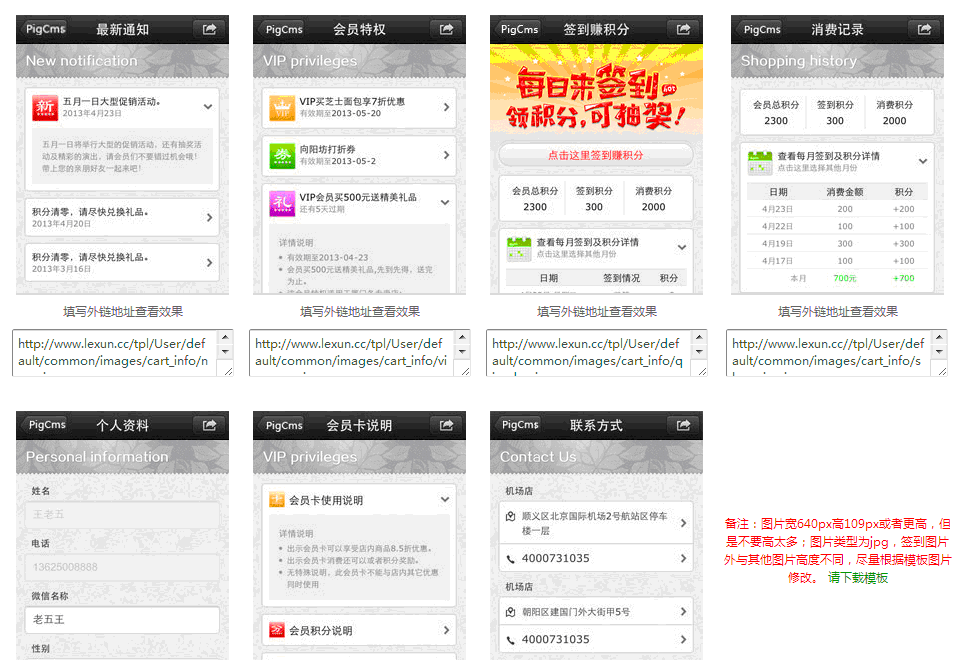 PigCms 最新通知
New notification
五月一日大型促销活动。
2013年4月23日
五月一日将举行大型的促销活动，还有抽奖活
动及精彩的演出，请会员们不要错过机会哦!
带上您的亲朋好友一起来吧!
积分清零，请尽快兑换礼品。
2013年4月20日
积分清零，请尽快兑换礼品。
2013年3月16日
填写外链地址查看效果
http://www.lexun.cc/tpl/User/def
ault/common/images/cart_info/n
PigCms 会员特权
VIP privileges
VIP买芝士面包享7折优惠
有效期至2013-05-20
券
向阳坊打折券
有效期至2013-05-2
礼
VIP会员买500元送精美礼品
还有5天过期
详情说明
有效期至2013-04-23
会员买500元送精美礼品,先到先得，送完
为止。
填写外链地址查看效果
http://www.lexun.cc/tpl/User/def
ault/common/images/cart_info/vi
PigCms 签到赚积分
每日来签到 HOT
领积分,可抽奖!
点击这里签到赚积分
会员总积分 签到积分 消费积分
2300 300 2000
查看每月签到及积分详情
点击这里选择其他月份
日期 签到情况 积分
填写外链地址查看效果
http://www.lexun.cc/tpl/User/def
ault/common/images/cart_info/q
PigCms 消费记录
Shopping history
会员总积分 签到积分 消费积分
2300 300 2000
查看每月签到及积分详情
点击这里选择其他月份
日期 消费金额 积分
4月23日 200 +200
4月22日 100 +100
4月19日 300 +300
4月17日 100 +100
本月 700元 +700
填写外链地址查看效果
http://www.lexun.cc//tpl/User/def
ault/common/images/cart_info/s
PigCms 个人资料
Personal information
姓名
王老五
电话
13625008888
微信名称
老五王
性别
PigCms 会员卡说明
VIP privileges
会员卡使用说明
详情说明
出示会员卡可以享受店内商品8.5折优惠。
出示会员卡消费还可以或者积分奖励。
无特殊说明，此会员卡不能与店内其它优惠
同时使用
会员积分说明
PigCms 联系方式
Contact Us
机场店
顺义区北京国际机场2号航站区停车
楼一层
4000731035
机场店
朝阳区建国门外大街甲5号
4000731035
备注：图片宽640px高109px或者更高，但
是不要高太多；图片类型为jpg，签到图片
外与其他图片高度不同，尽量根据模板图片
修改。 请下载模板